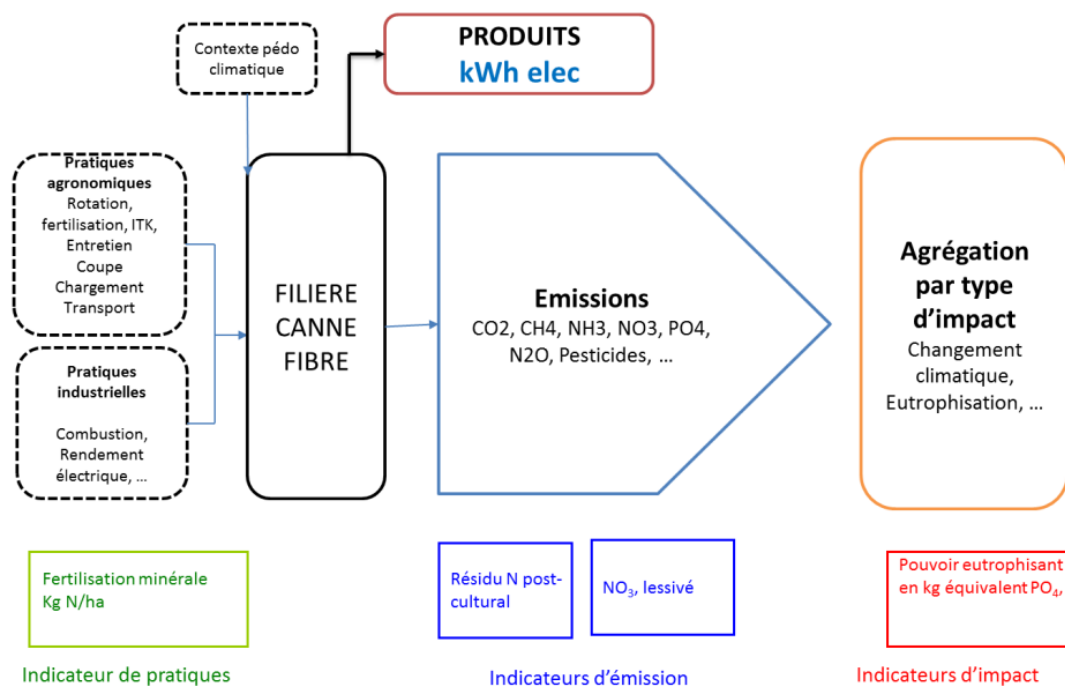 Contexte pédo
climatique
PRODUITS
kWh elec
Pratiques
agronomiques
Rotation,
fertilisation, ITK,
Entretien
Coupe
Chargement
Transport
Pratiques
industrielles
Combustion,
Rendement
électrique, ...
FILIERE
CANNE
FIBRE
Emissions
CO2, CH4, NH3, NO3, PO4,
N2O, Pesticides, ...
Agrégation
par type
d’impact
Changement
climatique,
Eutrophisation, ...
Fertilisation minérale
Kg N/ha
Indicateur de pratiques
Résidu N post-
cultural
NO₃, lessivé
Indicateurs d’émission
Pouvoir eutrophisant
en kg équivalent PO₄,
Indicateurs d’impact